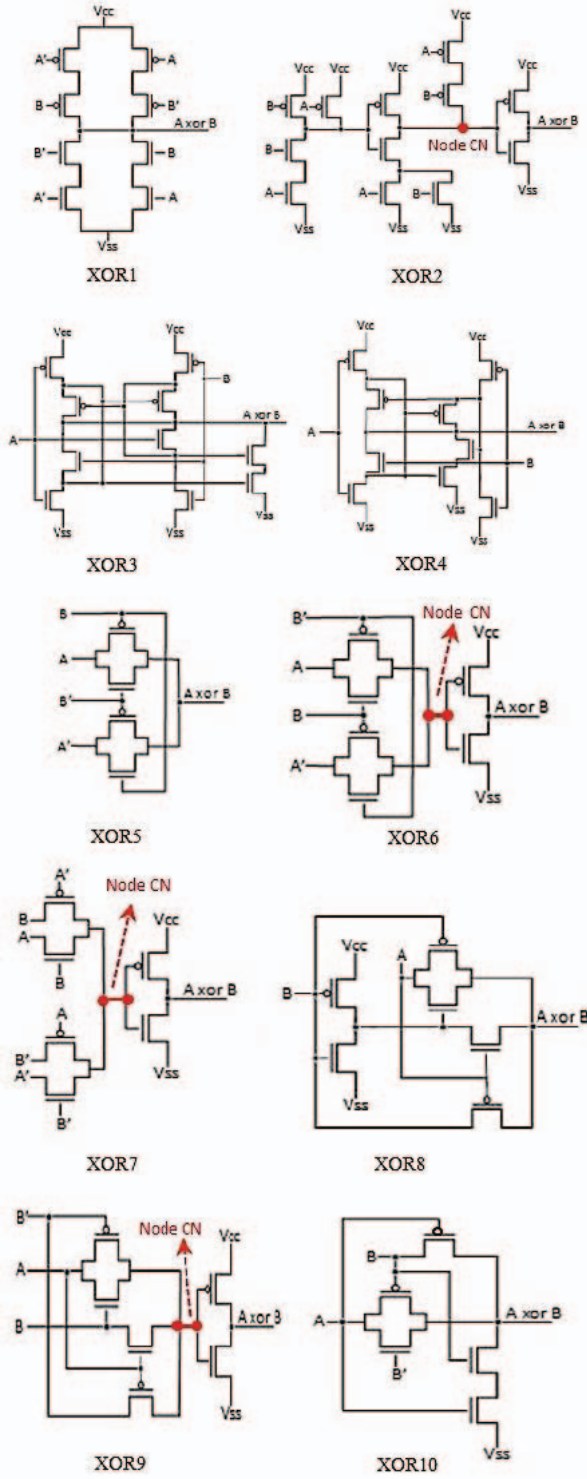 Vcc
A'
A
B
B'
A xor B
B'
B
A'
A
Vss
XOR1
Vcc
A
Vcc
Vcc
Vcc
Vcc
B
A
B
A xor B
Node CN
B
A
A
B
Vss
Vss
Vss
Vss
XOR2
Vcc
Vcc
B
A xor B
A
Vss
Vss
Vss
XOR3
Vcc
Vcc
A
A xor B
B
Vss
Vss
Vss
XOR4
B
A
B'
A xor B
A'
XOR5
Node CN
B'
Vcc
A
B
A xor B
A'
Vss
XOR6
A'
Node CN
B
A
Vcc
B
A xor B
A
B'
A'
Vss
B'
XOR7
Vcc
A
B
A xor B
Vss
XOR8
B'
Node CN
Vcc
A
B
A xor B
Vss
XOR9
B
A
A xor B
B'
Vss
XOR10